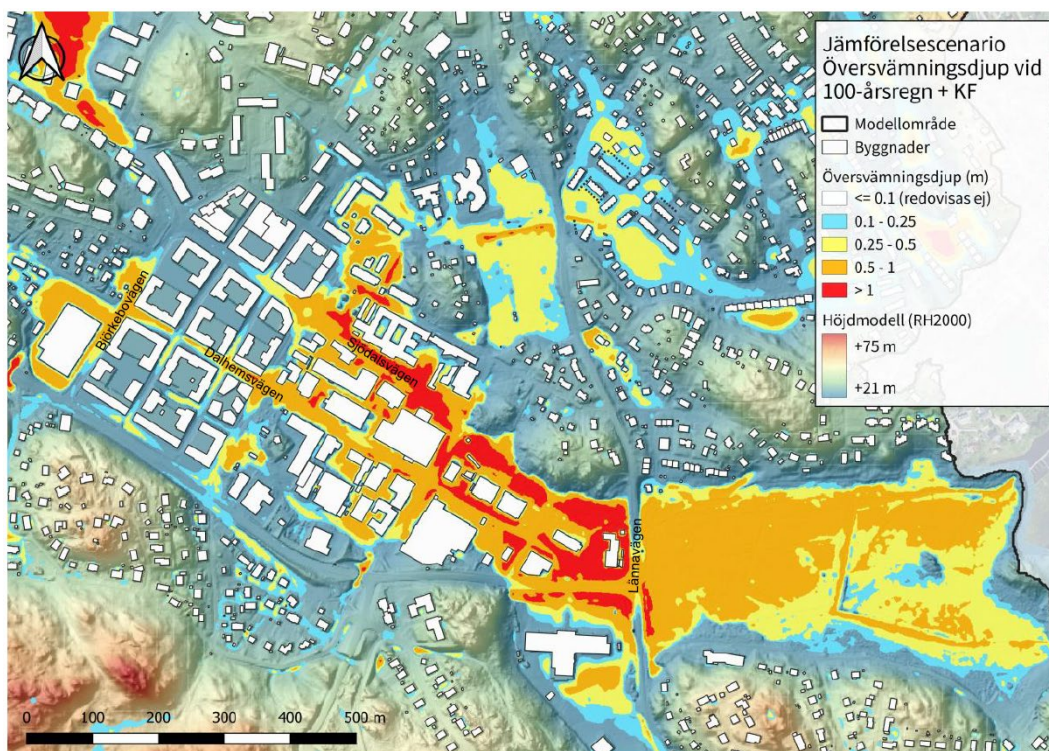 Jämförelsescenario
Översvämningsdjup vid
100-årsregn + KF
Modellområde
Byggnader
Översvämningsdjup (m)
<= 0.1 (redovisas ej)
0.1 - 0.25
0.25 - 0.5
0.5 - 1
> 1
Höjdmodell (RH2000)
+75 m
+21 m
Björkebovägen
Dalhemsvägen
Sjödalsvägen
Lännavägen
0 100 200 300 400 500 m